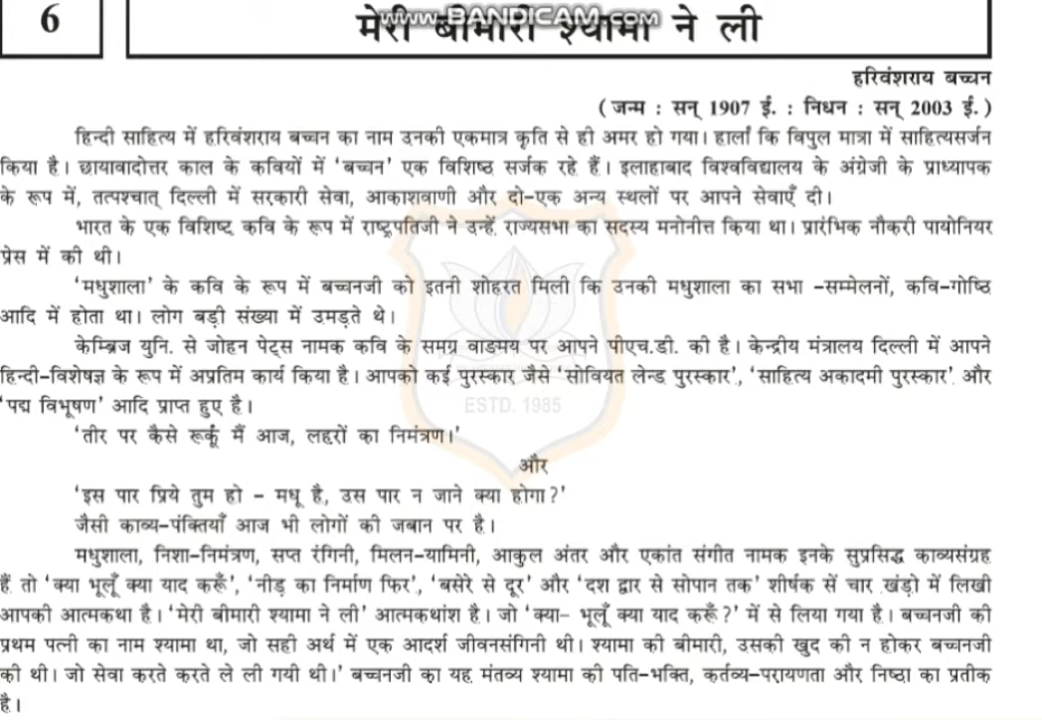 www.BANDICAM.com
6
मेरी बीमारी श्यामा ने ली
हरिवंशराय बच्चन
( जन्म : सन् 1907 ई. : निधन : सन् 2003 ई. )
हिन्दी साहित्य में हरिवंशराय बच्चन का नाम उनकी एकमात्र कृति से ही अमर हो गया। हालाँ कि विपुल मात्रा में साहित्यसर्जन
किया है। छायावादोत्तर काल के कवियों में 'बच्चन' एक विशिष्ठ सर्जक रहे हैं। इलाहाबाद विश्वविद्यालय के अंग्रेजी के प्राध्यापक
के रूप में, तत्पश्चात् दिल्ली में सरकारी सेवा, आकाशवाणी और दो-एक अन्य स्थलों पर आपने सेवाएँ दी।
भारत के एक विशिष्ट कवि के रूप में राष्ट्रपतिजी ने उन्हें राज्यसभा का सदस्य मनोनीत्त किया था। प्रारंभिक नौकरी पायोनियर
प्रेस में की थी।
'मधुशाला' के कवि के रूप में बच्चनजी को इतनी शोहरत मिली कि उनकी मधुशाला का सभा -सम्मेलनों, कवि-गोष्ठि
आदि में होता था। लोग बड़ी संख्या में उमड़ते थे।
केम्ब्रिज युनि. से जोहन पेट्स नामक कवि के समग्र वाङमय पर आपने पीएच.डी. की है। केन्द्रीय मंत्रालय दिल्ली में आपने
हिन्दी-विशेषज्ञ के रूप में अप्रतिम कार्य किया है। आपको कई पुरस्कार जैसे 'सोवियत लेन्ड पुरस्कार', 'साहित्य अकादमी पुरस्कार' और
'पद्म विभूषण' आदि प्राप्त हुए है।
ESTD. 1985
'तीर पर कैसे रूकूँ मैं आज, लहरों का निमंत्रण।'
और
'इस पार प्रिये तुम हो - मधू है, उस पार न जाने क्या होगा?'
जैसी काव्य-पंक्तियाँ आज भी लोगों की जबान पर है।
मधुशाला, निशा-निमंत्रण, सप्त रंगिनी, मिलन-यामिनी, आकुल अंतर और एकांत संगीत नामक इनके सुप्रसिद्ध काव्यसंग्रह
हैं तो 'क्या भूलूँ क्या याद करूँ', 'नीड़ का निर्माण फिर', 'बसेरे से दूर' और 'दश द्वार से सोपान तक' शीर्षक सें चार खंड़ो में लिखी
आपकी आत्मकथा है। 'मेरी बीमारी श्यामा ने ली' आत्मकथांश है। जो 'क्या- भूलूँ क्या याद करूँ?' में से लिया गया है। बच्चनजी की
प्रथम पत्नी का नाम श्यामा था, जो सही अर्थ में एक आदर्श जीवनसंगिनी थी। श्यामा की बीमारी, उसकी खुद की न होकर बच्चनजी
की थी। जो सेवा करते करते ले ली गयी थी।' बच्चनजी का यह मंतव्य श्यामा की पति-भक्ति, कर्तव्य-परायणता और निष्ठा का प्रतीक
है।